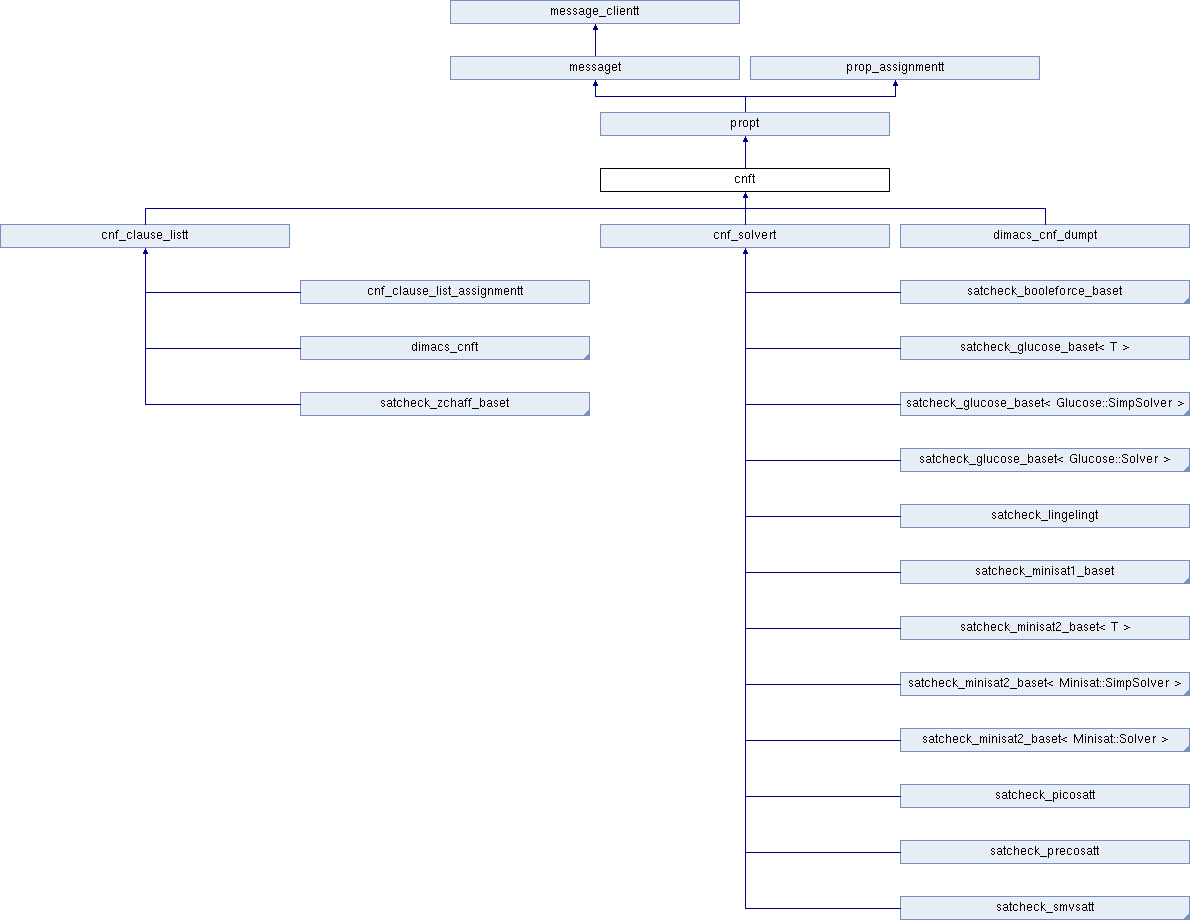 message_clientt
messaget
prop_assignmentt
propt
cnft
cnf_clause_listt
cnf_solvert
dimacs_cnf_dumpt
cnf_clause_list_assignmentt
satcheck_booleforce_baset
dimacs_cnft
satcheck_glucose_baset< T >
satcheck_zchaff_baset
satcheck_glucose_baset< Glucose::SimpSolver >
satcheck_glucose_baset< Glucose::Solver >
satcheck_lingelingt
satcheck_minisat1_baset
satcheck_minisat2_baset< T >
satcheck_minisat2_baset< Minisat::SimpSolver >
satcheck_minisat2_baset< Minisat::Solver >
satcheck_picosatt
satcheck_precosatt
satcheck_smvsatt